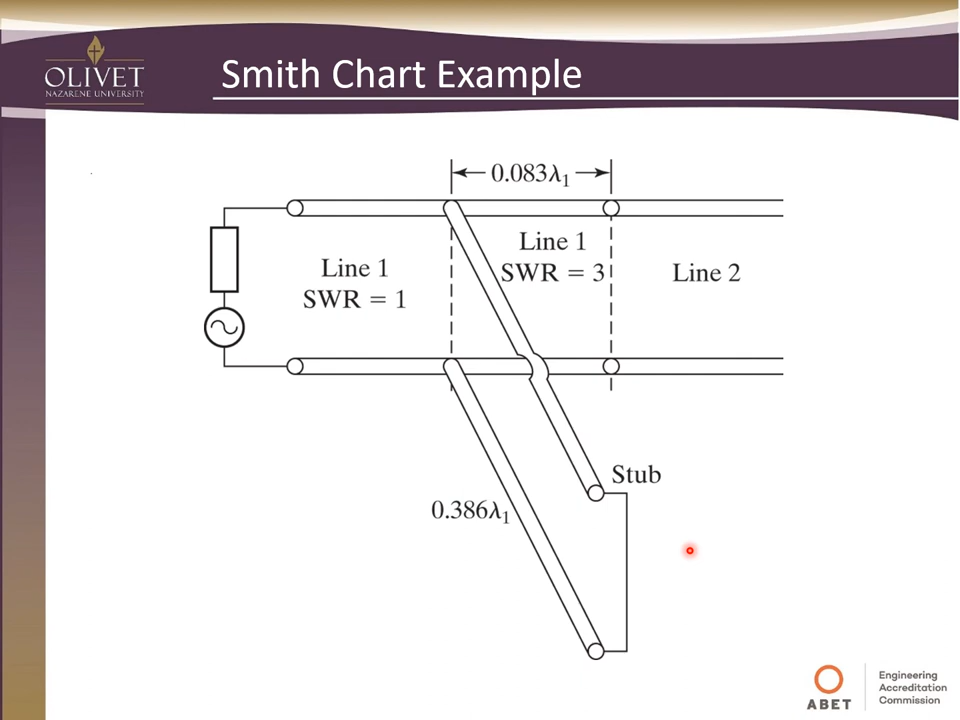 OLIVET
NAZARENE UNIVERSITY
Smith Chart Example
0.083λ₁
Line 1
SWR = 1
Line 1
SWR = 3
Line 2
Stub
0.386λ₁
ABET
Engineering
Accreditation
Commission